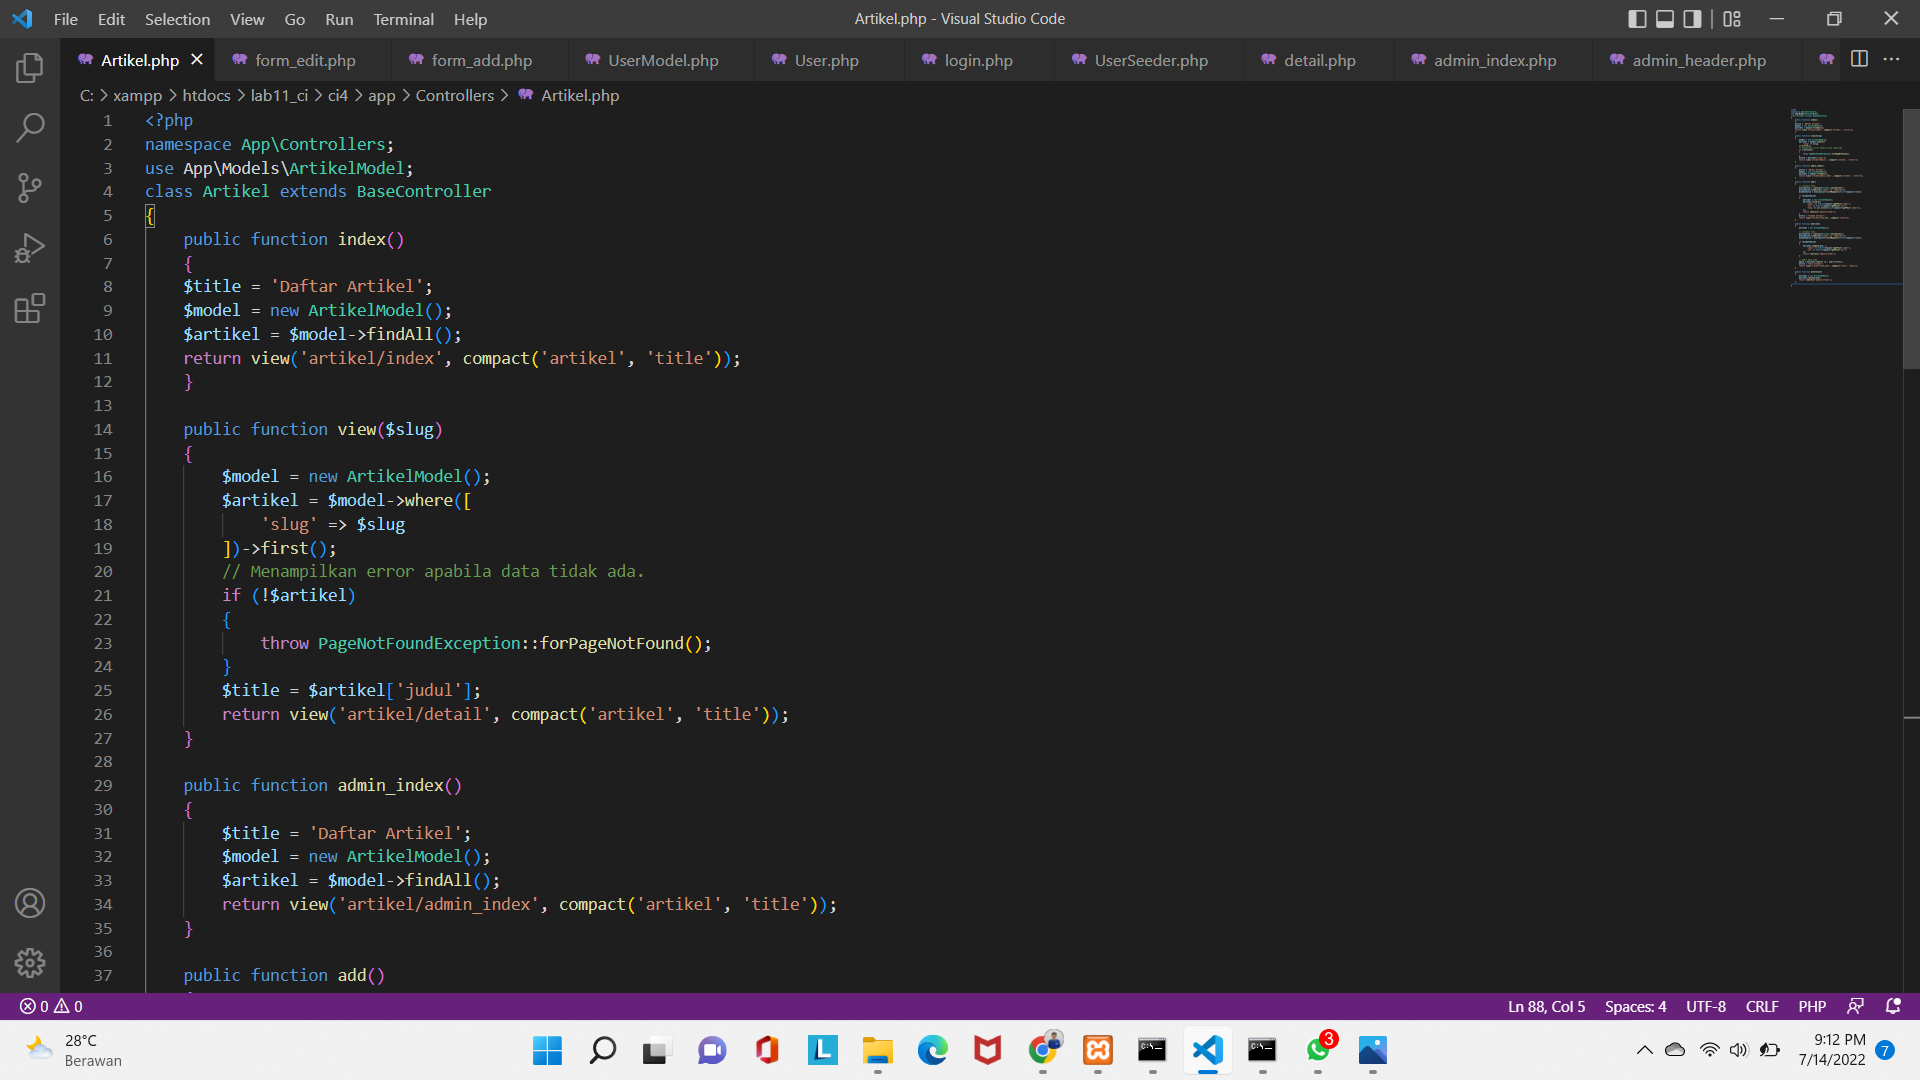 File Edit Selection View Go Run Terminal Help
Artikel.php - Visual Studio Code
Artikel.php form_edit.php form_add.php UserModel.php User.php login.php UserSeeder.php detail.php admin_index.php admin_header.php
C: > xampp > htdocs > lab11_ci > ci4 > app > Controllers > Artikel.php
1 <?php
2 namespace App\Controllers;
3 use App\Models\ArtikelModel;
4 class Artikel extends BaseController
5 {
6 public function index()
7 {
8 $title = 'Daftar Artikel';
9 $model = new ArtikelModel();
10 $artikel = $model->findAll();
11 return view('artikel/index', compact('artikel', 'title'));
12 }
13
14 public function view($slug)
15 {
16 $model = new ArtikelModel();
17 $artikel = $model->where([
18 'slug' => $slug
19 ])->first();
20 // Menampilkan error apabila data tidak ada.
21 if (!$artikel)
22 {
23 throw PageNotFoundException::forPageNotFound();
24 }
25 $title = $artikel['judul'];
26 return view('artikel/detail', compact('artikel', 'title'));
27 }
28
29 public function admin_index()
30 {
31 $title = 'Daftar Artikel';
32 $model = new ArtikelModel();
33 $artikel = $model->findAll();
34 return view('artikel/admin_index', compact('artikel', 'title'));
35 }
36
37 public function add()
0 0
Ln 88, Col 5 Spaces: 4 UTF-8 CRLF PHP
28°C
Berawan
3
9:12 PM
7/14/2022
7